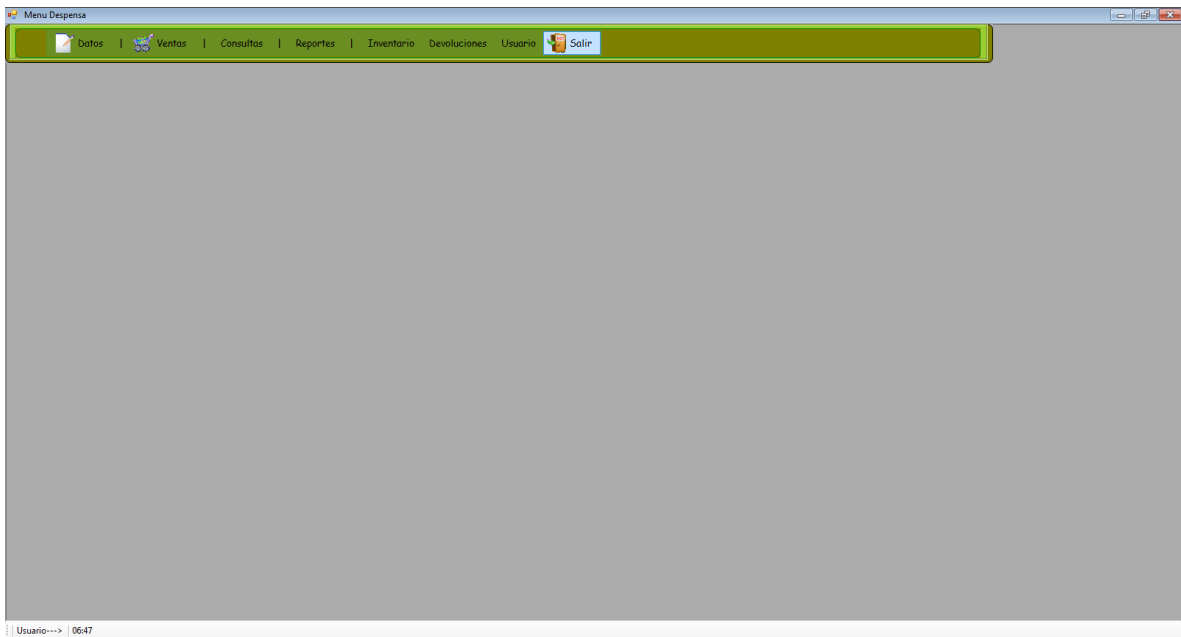 Menu Despensa
Datos | Ventas | Consultas | Reportes | Inventario Devoluciones Usuario Salir
Usuario---> 06:47